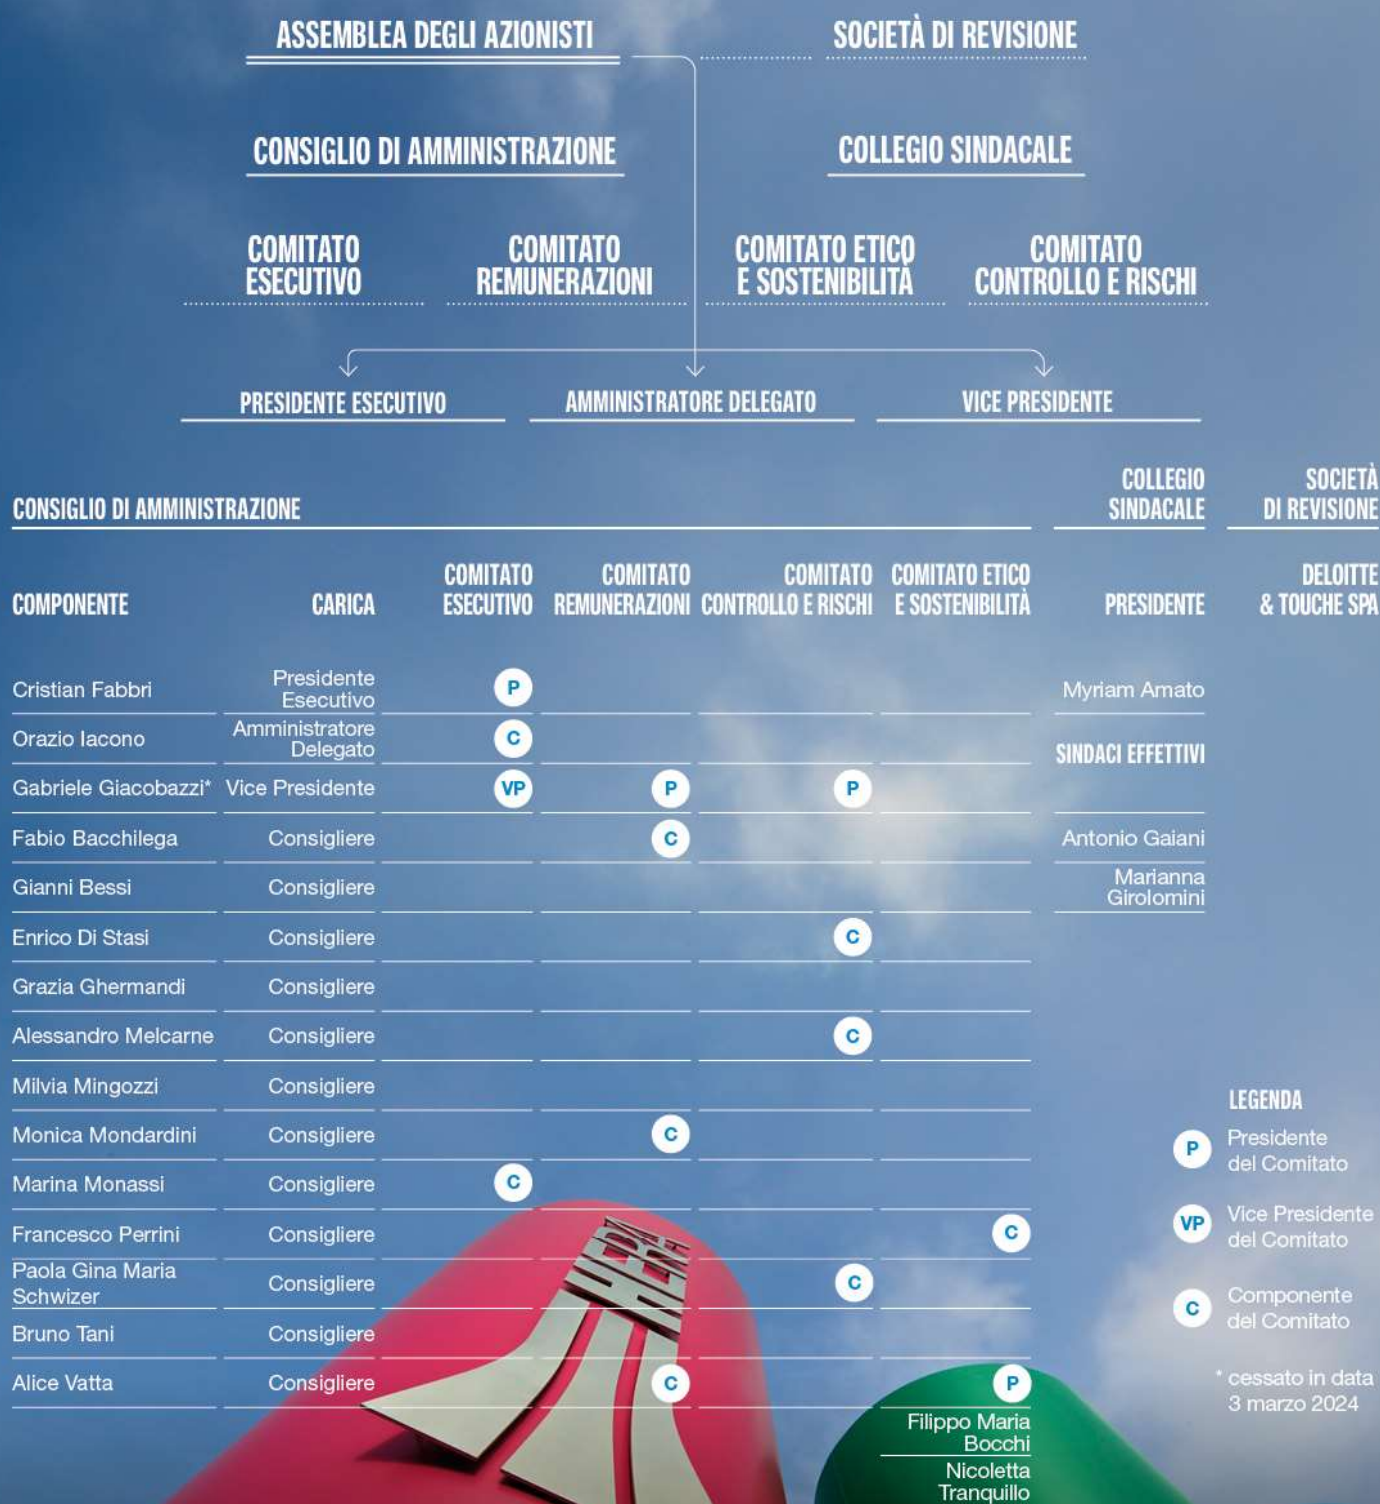 ASSEMBLEA DEGLI AZIONISTI
SOCIETÀ DI REVISIONE
CONSIGLIO DI AMMINISTRAZIONE
COLLEGIO SINDACALE
COMITATO
ESECUTIVO
COMITATO
REMUNERAZIONI
COMITATO ETICO
E SOSTENIBILITÀ
COMITATO
CONTROLLO E RISCHI
PRESIDENTE ESECUTIVO
AMMINISTRATORE DELEGATO
VICE PRESIDENTE
CONSIGLIO DI AMMINISTRAZIONE
COLLEGIO
SINDACALE
SOCIETÀ
DI REVISIONE
COMPONENTE
CARICA
COMITATO
ESECUTIVO
COMITATO
REMUNERAZIONI
COMITATO
CONTROLLO E RISCHI
COMITATO ETICO
E SOSTENIBILITÀ
PRESIDENTE
DELOITTE
& TOUCHE SPA
Cristian Fabbri
Presidente
Esecutivo
P
Myriam Amato
Orazio Iacono
Amministratore
Delegato
C
SINDACI EFFETTIVI
Gabriele Giacobazzi* Vice Presidente VP P P
Fabio Bacchilega Consigliere C Antonio Gaiani
Gianni Bessi Consigliere
Marianna
Girolomini
Enrico Di Stasi Consigliere C
Grazia Ghermandi Consigliere
Alessandro Melcarne Consigliere C
Milvia Mingozzi Consigliere
Monica Mondardini Consigliere C
Marina Monassi Consigliere C
Francesco Perrini Consigliere C
Paola Gina Maria
Schwizer
Consigliere C
Bruno Tani Consigliere
Alice Vatta Consigliere C P
Filippo Maria
Bocchi
Nicoletta
Tranquillo
HERA
HERA
LEGENDA
P
Presidente
del Comitato
VP
Vice Presidente
del Comitato
C
Componente
del Comitato
* cessato in data
3 marzo 2024